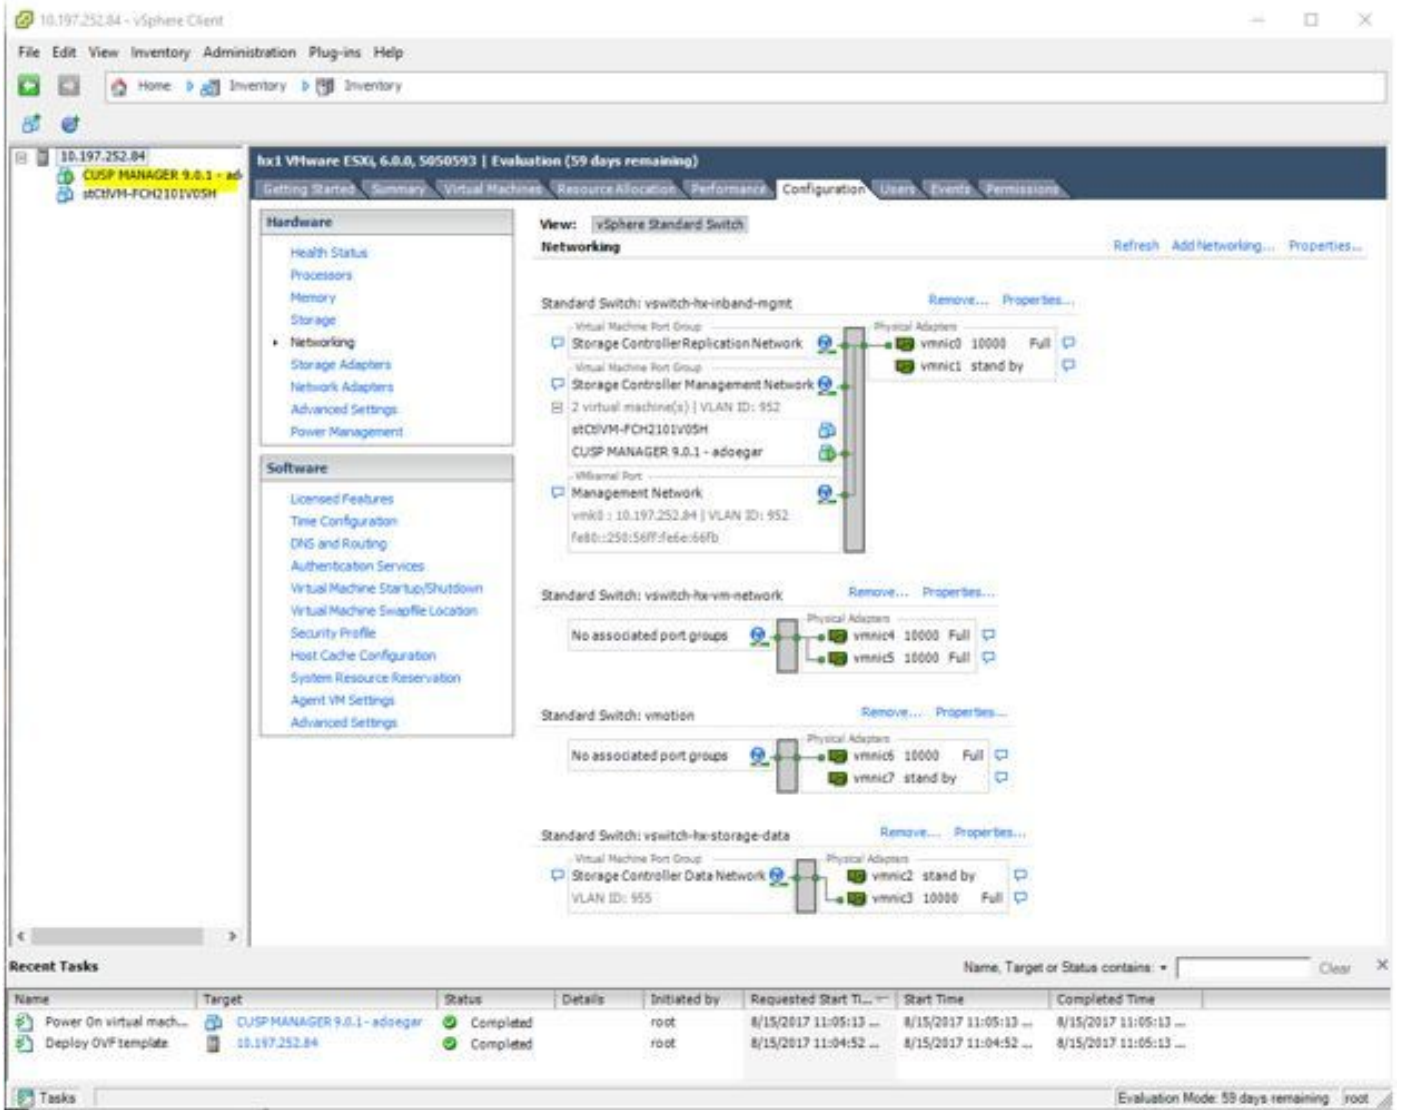 10.197.252.84 - vSphere Client
File Edit View Inventory Administration Plug-ins Help
Home Inventory Inventory
10.197.252.84
CUSP MANAGER 9.0.1 - ado
stCtlVM-FCH2101V05H
hx1 VMware ESXi, 6.0.0, 5050593 | Evaluation (59 days remaining)
Getting Started Summary Virtual Machines Resource Allocation Performance Configuration Users Events Permissions
Hardware
Health Status
Processors
Memory
Storage
Networking
Storage Adapters
Network Adapters
Advanced Settings
Power Management
Software
Licensed Features
Time Configuration
DNS and Routing
Authentication Services
Virtual Machine Startup/Shutdown
Virtual Machine Swapfile Location
Security Profile
Host Cache Configuration
System Resource Reservation
Agent VM Settings
Advanced Settings
View: vSphere Standard Switch
Networking
Refresh Add Networking... Properties...
Standard Switch: vswitch-hx-inband-mgmt Remove... Properties...
Virtual Machine Port Group
Storage Controller Replication Network
Physical Adapters
vmnic0 10000 Full
vmnic1 stand by
Virtual Machine Port Group
Storage Controller Management Network
2 virtual machine(s) | VLAN ID: 952
stCtlVM-FCH2101V05H
CUSP MANAGER 9.0.1 - adoegar
VMkernel Port
Management Network
vmk0 : 10.197.252.84 | VLAN ID: 952
fe80::250:56ff:fe6e:66fb
Standard Switch: vswitch-hx-vm-network Remove... Properties...
No associated port groups
Physical Adapters
vmnic4 10000 Full
vmnic5 10000 Full
Standard Switch: vmotion Remove... Properties...
No associated port groups
Physical Adapters
vmnic6 10000 Full
vmnic7 stand by
Standard Switch: vswitch-hx-storage-data Remove... Properties...
Virtual Machine Port Group
Storage Controller Data Network
VLAN ID: 955
Physical Adapters
vmnic2 stand by
vmnic3 10000 Full
Recent Tasks Name, Target or Status contains: Clear
Name Target Status Details Initiated by Requested Start Ti... Start Time Completed Time
Power On virtual mach... CUSP MANAGER 9.0.1 - adoegar Completed root 8/15/2017 11:05:13 ... 8/15/2017 11:05:13 ... 8/15/2017 11:05:13 ...
Deploy OVF template 10.197.252.84 Completed root 8/15/2017 11:04:52 ... 8/15/2017 11:04:52 ... 8/15/2017 11:05:13 ...
Tasks Evaluation Mode: 59 days remaining root